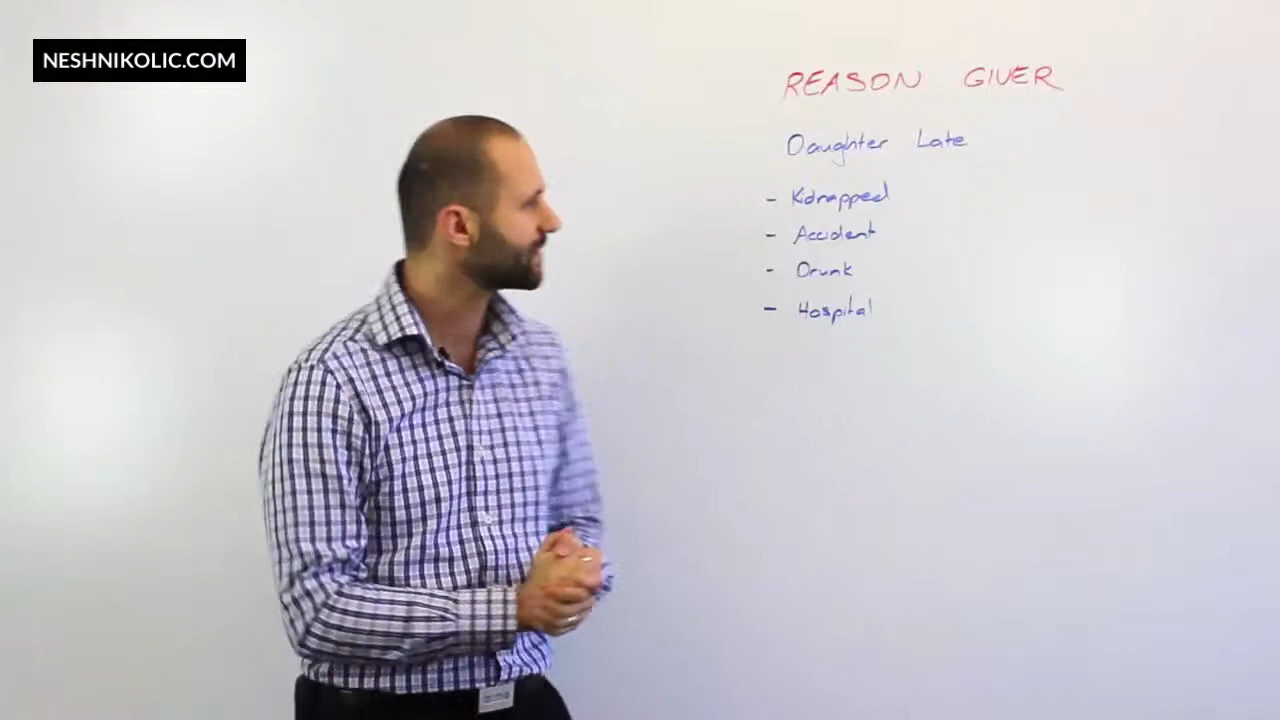 NESHNIKOLIC.COM
REASON GIVER
Daughter Late
- Kidnapped
- Accident
- Drunk
- Hospital